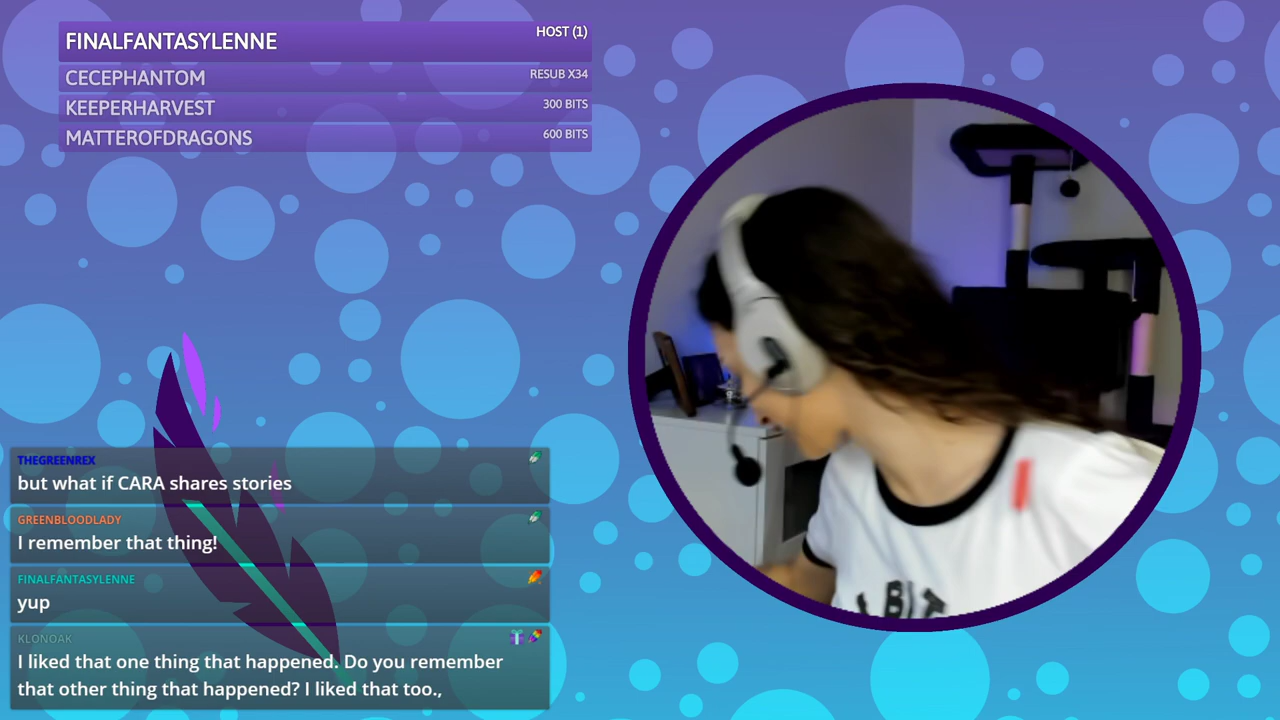 FINALFANTASYLENNE HOST (1)
CECEPHANTOM RESUB X34
KEEPERHARVEST 300 BITS
MATTEROFDRAGONS 600 BITS
THEGREENREX
but what if CARA shares stories
GREENBLOODLADY
I remember that thing!
FINALFANTASYLENNE
yup
KLONOAK
I liked that one thing that happened. Do you remember
that other thing that happened? I liked that too.,
BIT